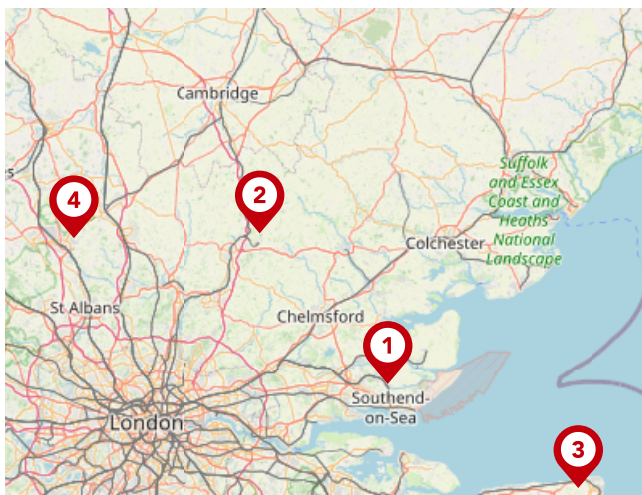 Cambridge
Suffolk
and Essex
Coast and
Heaths
National
Landscape
4
2
Colchester
St Albans
Chelmsford
1
Southend-
on-Sea
London
3